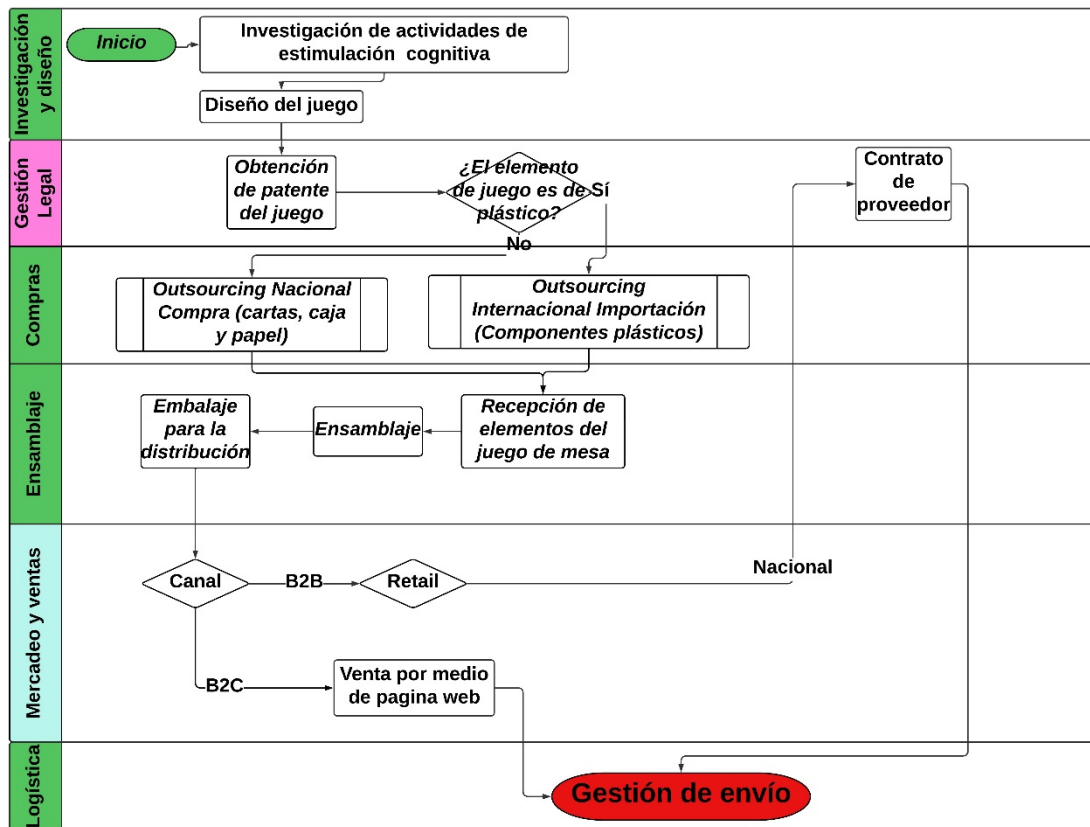 Investigación
y diseño
Inicio
Investigación de actividades de
estimulación cognitiva
Diseño del juego
Gestión
Legal
Obtención
de patente
del juego
¿El elemento
de juego es de
plástico?
Sí
No
Contrato
de
proveedor
Compras
Outsourcing Nacional
Compra (cartas, caja
y papel)
Outsourcing
Internacional Importación
(Componentes plásticos)
Ensamblaje
Embalaje
para la
distribución
Ensamblaje
Recepción de
elementos del
juego de mesa
Mercadeo y ventas
Canal
B2B
Retail
Nacional
B2C
Venta por medio
de pagina web
Logística
Gestión de envío